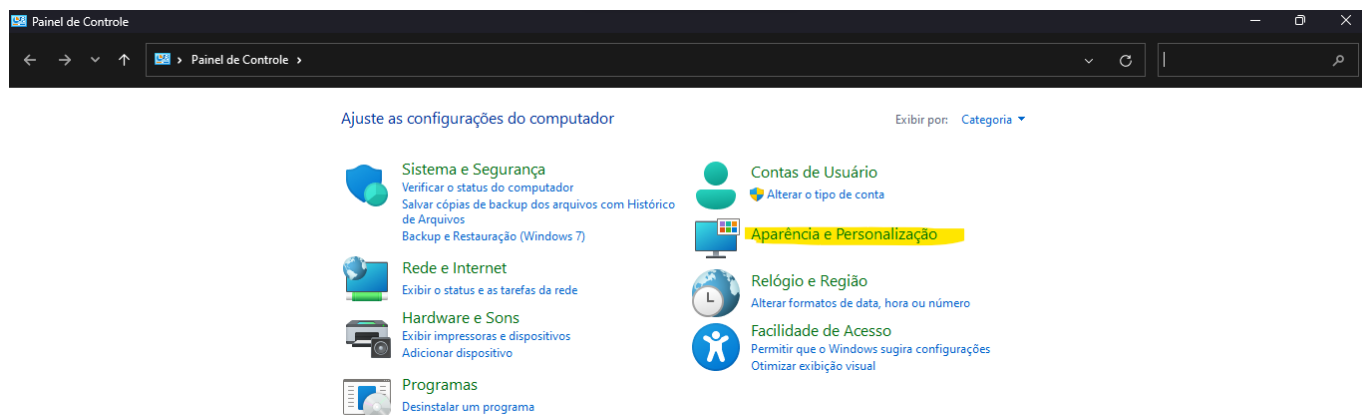 Painel de Controle
Painel de Controle
Ajuste as configurações do computador
Exibir por: Categoria
Sistema e Segurança
Verificar o status do computador
Salvar cópias de backup dos arquivos com Histórico
de Arquivos
Backup e Restauração (Windows 7)
Rede e Internet
Exibir o status e as tarefas da rede
Hardware e Sons
Exibir impressoras e dispositivos
Adicionar dispositivo
Programas
Desinstalar um programa
Contas de Usuário
Alterar o tipo de conta
Aparência e Personalização
Relógio e Região
Alterar formatos de data, hora ou número
Facilidade de Acesso
Permitir que o Windows sugira configurações
Otimizar exibição visual